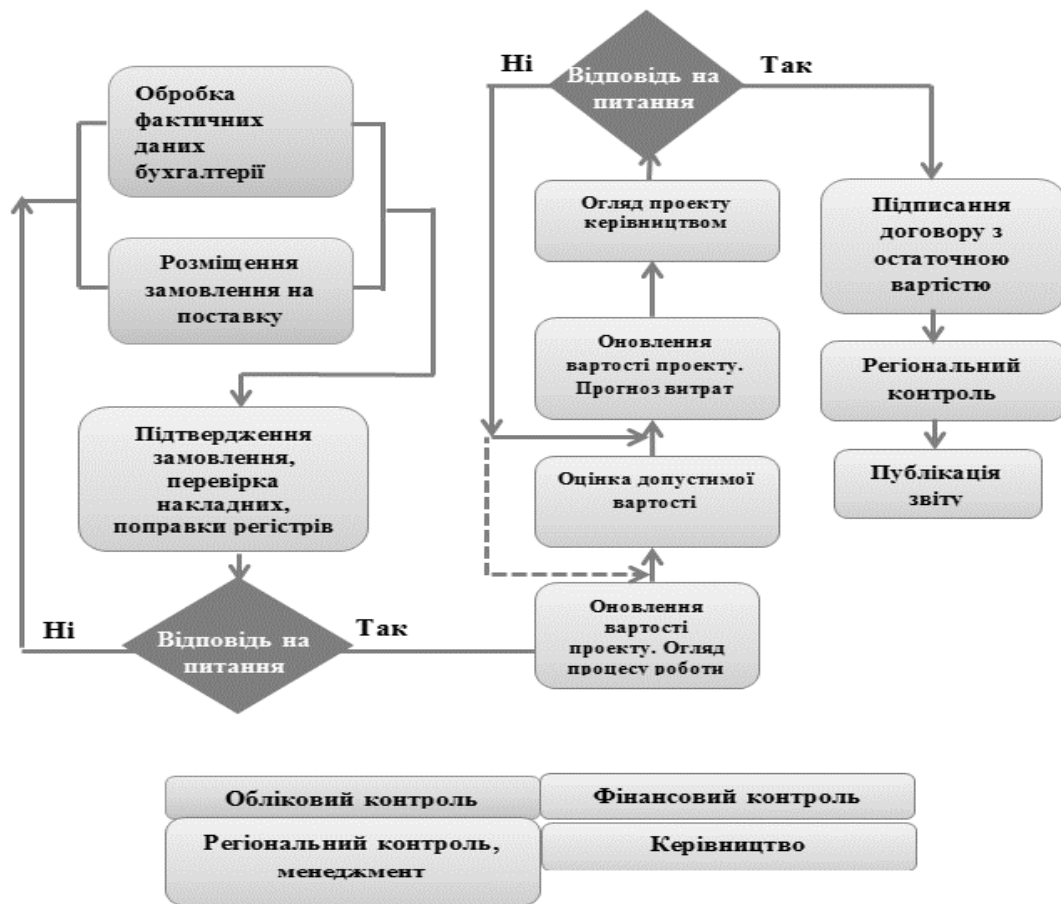 Обробка
фактичних
даних
бухгалтерії
Розміщення
замовлення на
поставку
Підтвердження
замовлення,
перевірка
накладних,
поправки регістрів
Ні
Відповідь на
питання
Так
Оновлення
вартості
проекту. Огляд
процесу роботи
Оцінка допустимої
вартості
Оновлення
вартості проекту.
Прогноз витрат
Огляд проекту
керівництвом
Ні
Відповідь на
питання
Так
Підписання
договору з
остаточною
вартістю
Регіональний
контроль
Публікація
звіту
Обліковий контроль
Фінансовий контроль
Регіональний контроль,
менеджмент
Керівництво